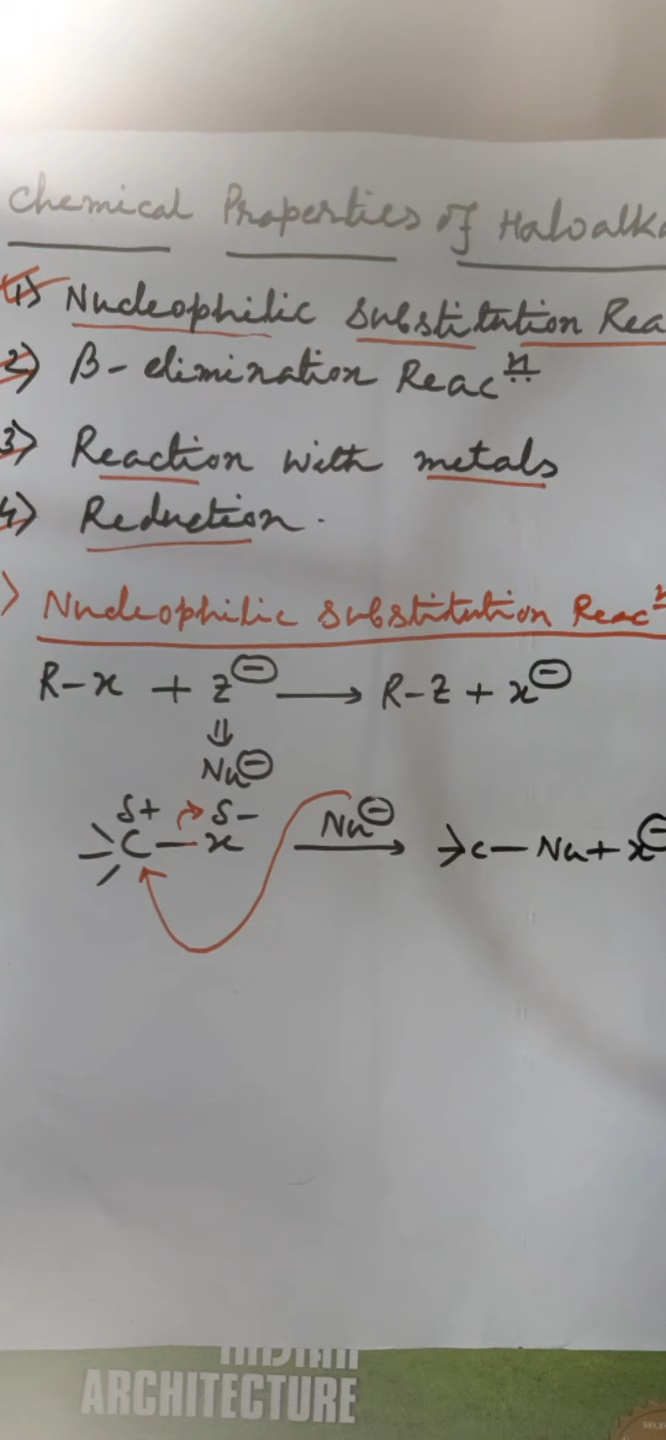 Chemical Properties of Haloalka
1) Nucleophilic substitution Rea
2) β-elimination Reacⁿ
3) Reaction with metals
4) Reduction.
) Nucleophilic substitution Reacⁿ
R-x + Z⊖ ⟶ R-Z + x⊖
⇓
Nu⊖
δ+ δ-
C-x Nu⊖ ⟶ >C-Nu + x⊖
ARCHITECTURE